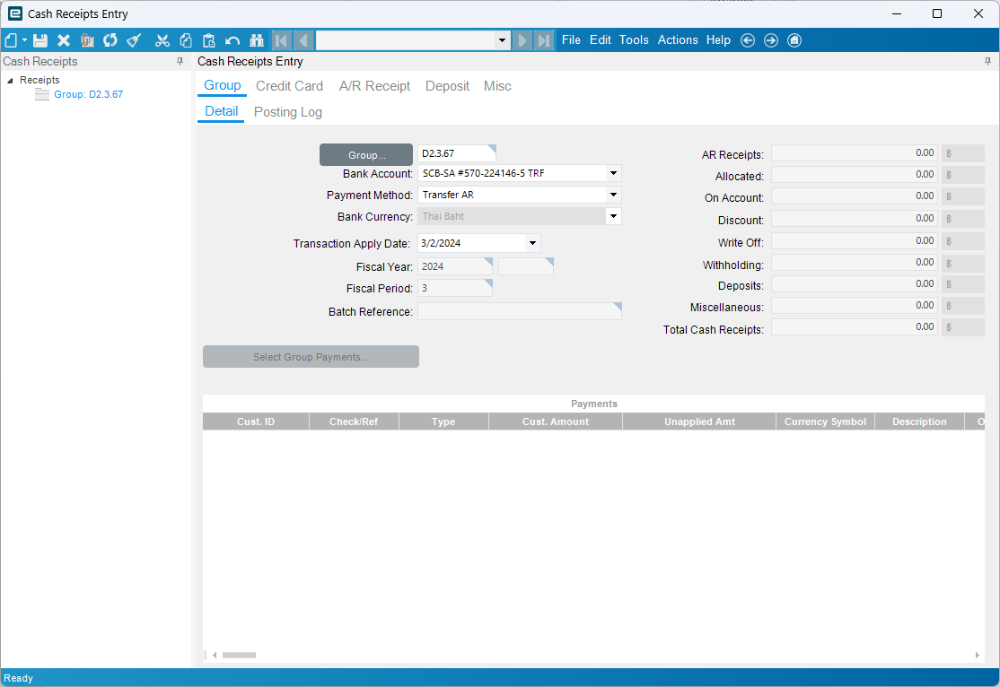 Cash Receipts Entry
File Edit Tools Actions Help
Cash Receipts
Receipts
Group: D2.3.67
Cash Receipts Entry
Group Credit Card A/R Receipt Deposit Misc
Detail Posting Log
Group... D2.3.67
Bank Account: SCB-SA #570-224146-5 TRF
Payment Method: Transfer AR
Bank Currency: Thai Baht
Transaction Apply Date: 3/2/2024
Fiscal Year: 2024
Fiscal Period: 3
Batch Reference:
AR Receipts: 0.00 ฿
Allocated: 0.00 ฿
On Account: 0.00 ฿
Discount: 0.00 ฿
Write Off: 0.00 ฿
Withholding: 0.00 ฿
Deposits: 0.00 ฿
Miscellaneous: 0.00 ฿
Total Cash Receipts: 0.00 ฿
Select Group Payments...
Payments
Cust. ID Check/Ref Type Cust. Amount Unapplied Amt Currency Symbol Description O
Ready